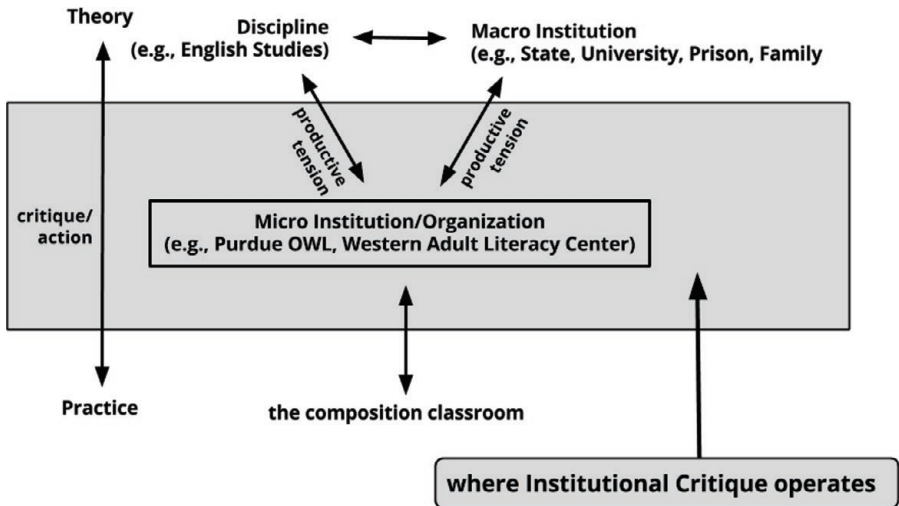 Theory
Discipline
(e.g., English Studies)
Macro Institution
(e.g., State, University, Prison, Family
productive
tension
productive
tension
critique/
action
Micro Institution/Organization
(e.g., Purdue OWL, Western Adult Literacy Center)
Practice
the composition classroom
where Institutional Critique operates